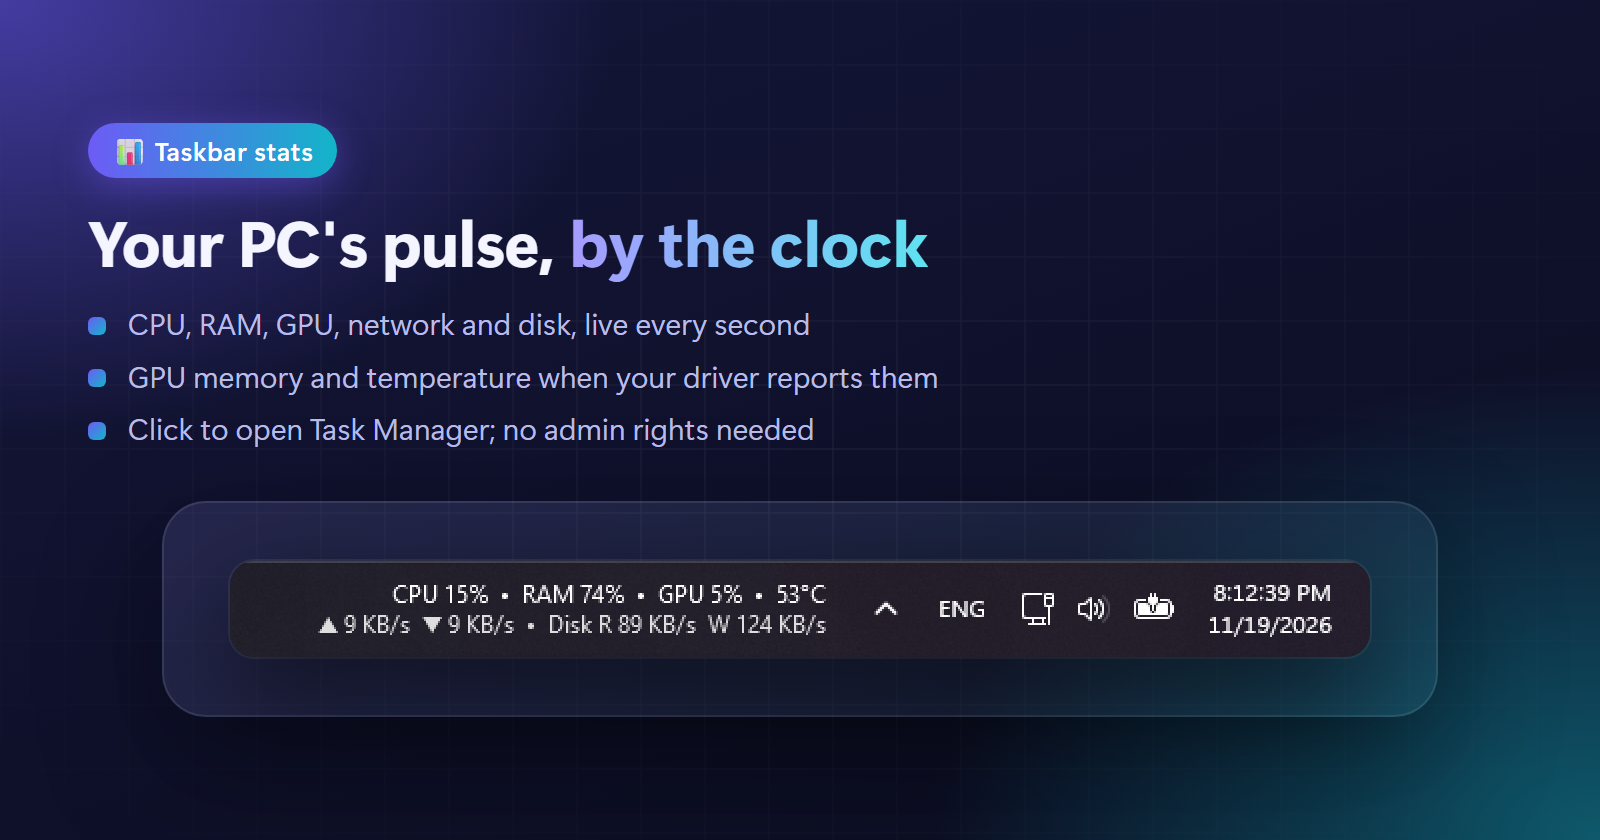 Taskbar stats
Your PC's pulse, by the clock
CPU, RAM, GPU, network and disk, live every second
GPU memory and temperature when your driver reports them
Click to open Task Manager; no admin rights needed
CPU 15% • RAM 74% • GPU 5% • 53°C
▲ 9 KB/s ▼ 9 KB/s • Disk R 89 KB/s W 124 KB/s
ENG
8:12:39 PM
11/19/2026